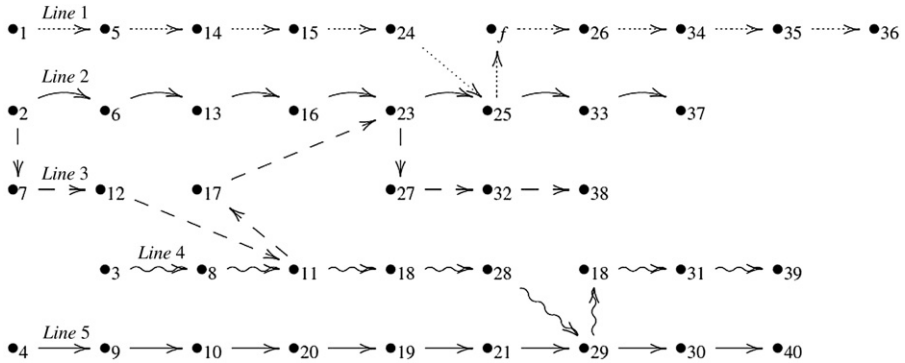 Line 1
1 5 14 15 24 f 26 34 35 36
Line 2
2 6 13 16 23 25 33 37
Line 3
7 12 17 27 32 38
Line 4
3 8 11 18 28 18 31 39
Line 5
4 9 10 20 19 21 29 30 40